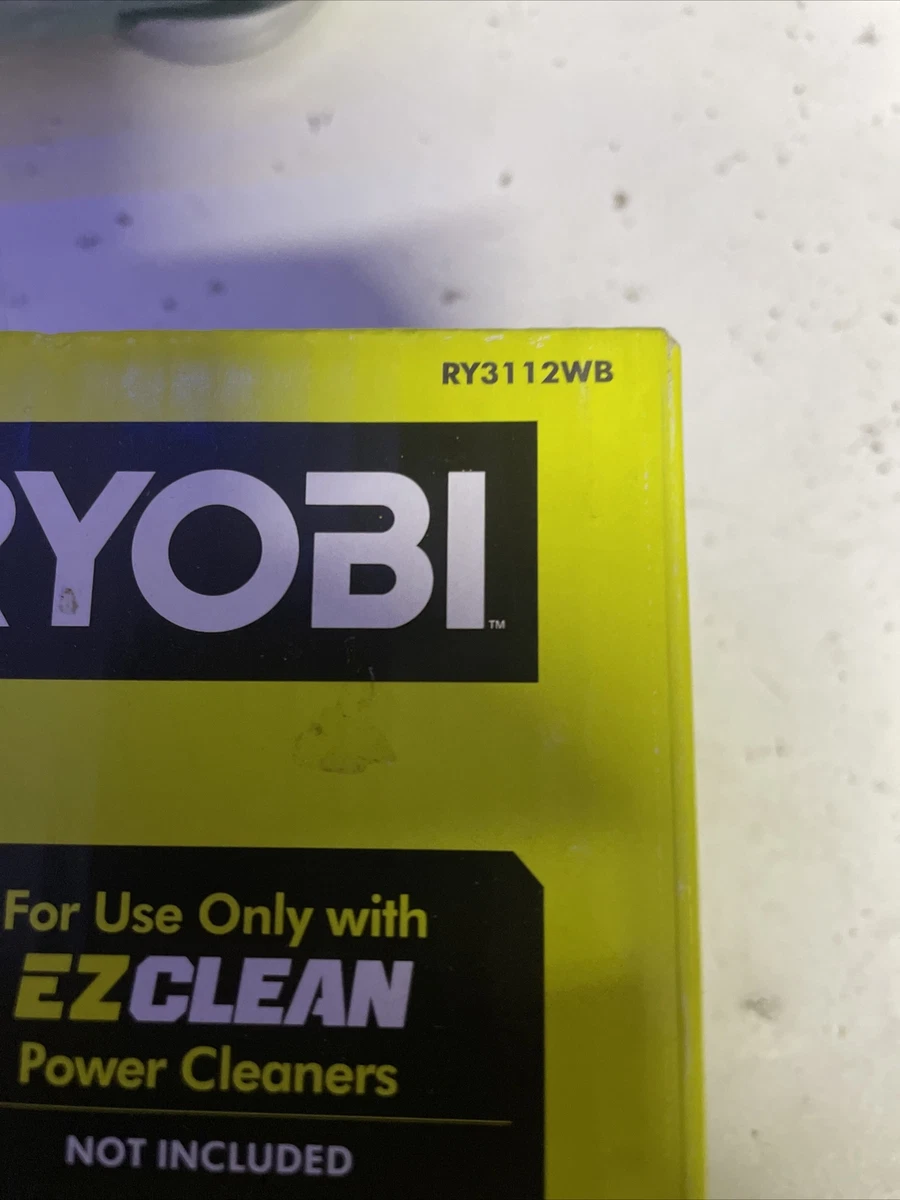 RY3112WB
RYOBI™
For Use Only with
EZCLEAN
Power Cleaners
NOT INCLUDED